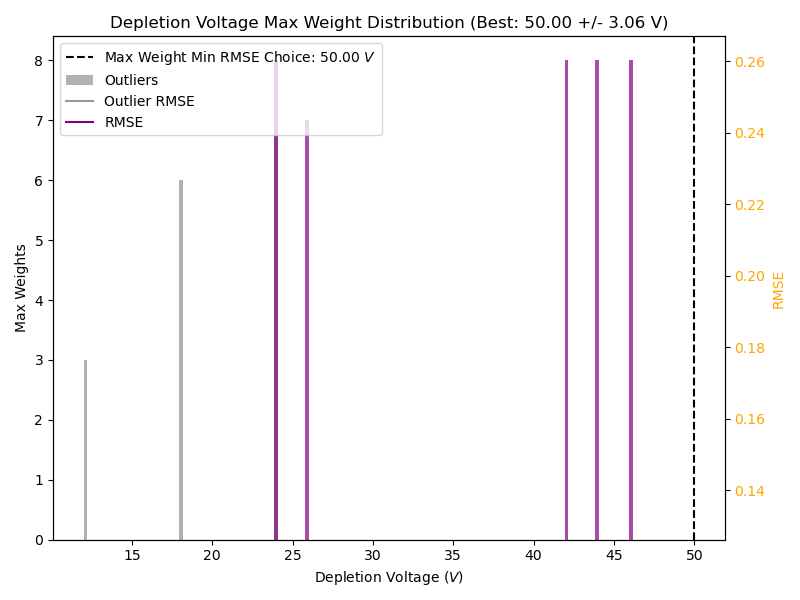 Depletion Voltage Max Weight Distribution (Best: 50.00 +/- 3.06 V)
Max Weight Min RMSE Choice: 50.00 V
Outliers
Outlier RMSE
RMSE
8
7
6
5
4
3
2
1
0
Max Weights
0.26
0.24
0.22
0.20
0.18
0.16
0.14
RMSE
15 20 25 30 35 40 45 50
Depletion Voltage (V)